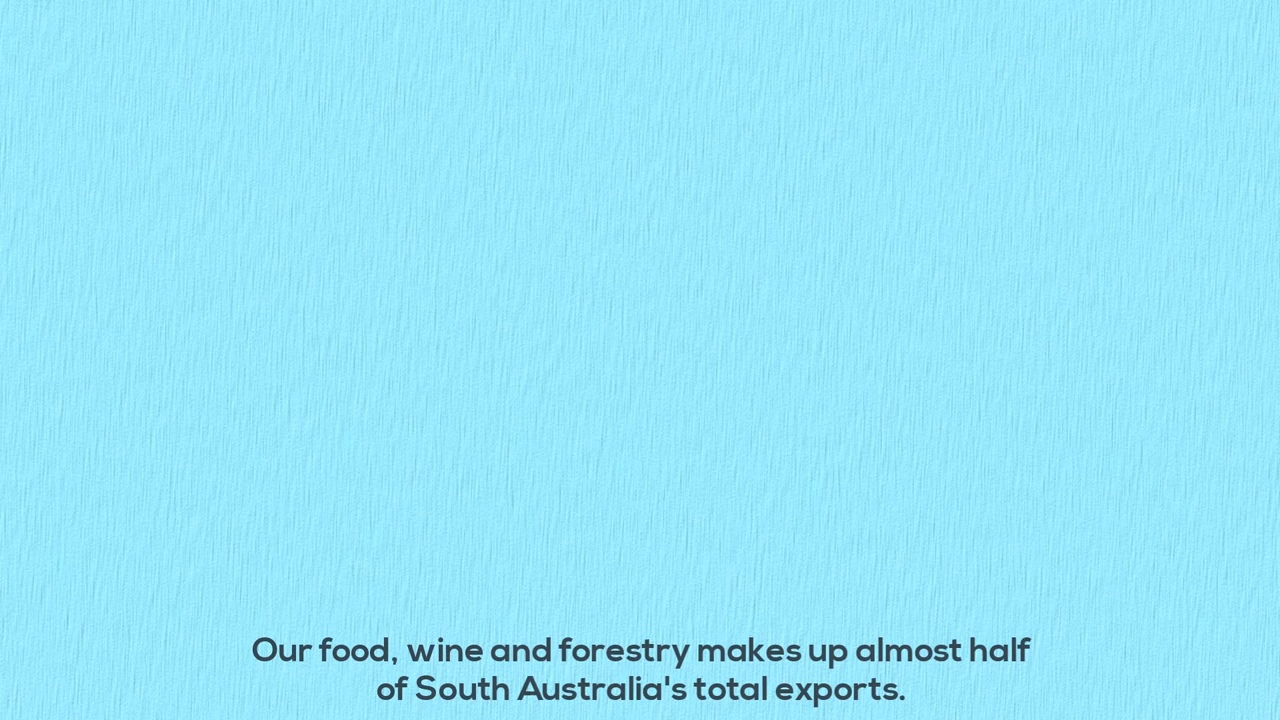 Our food, wine and forestry makes up almost half
of South Australia's total exports.